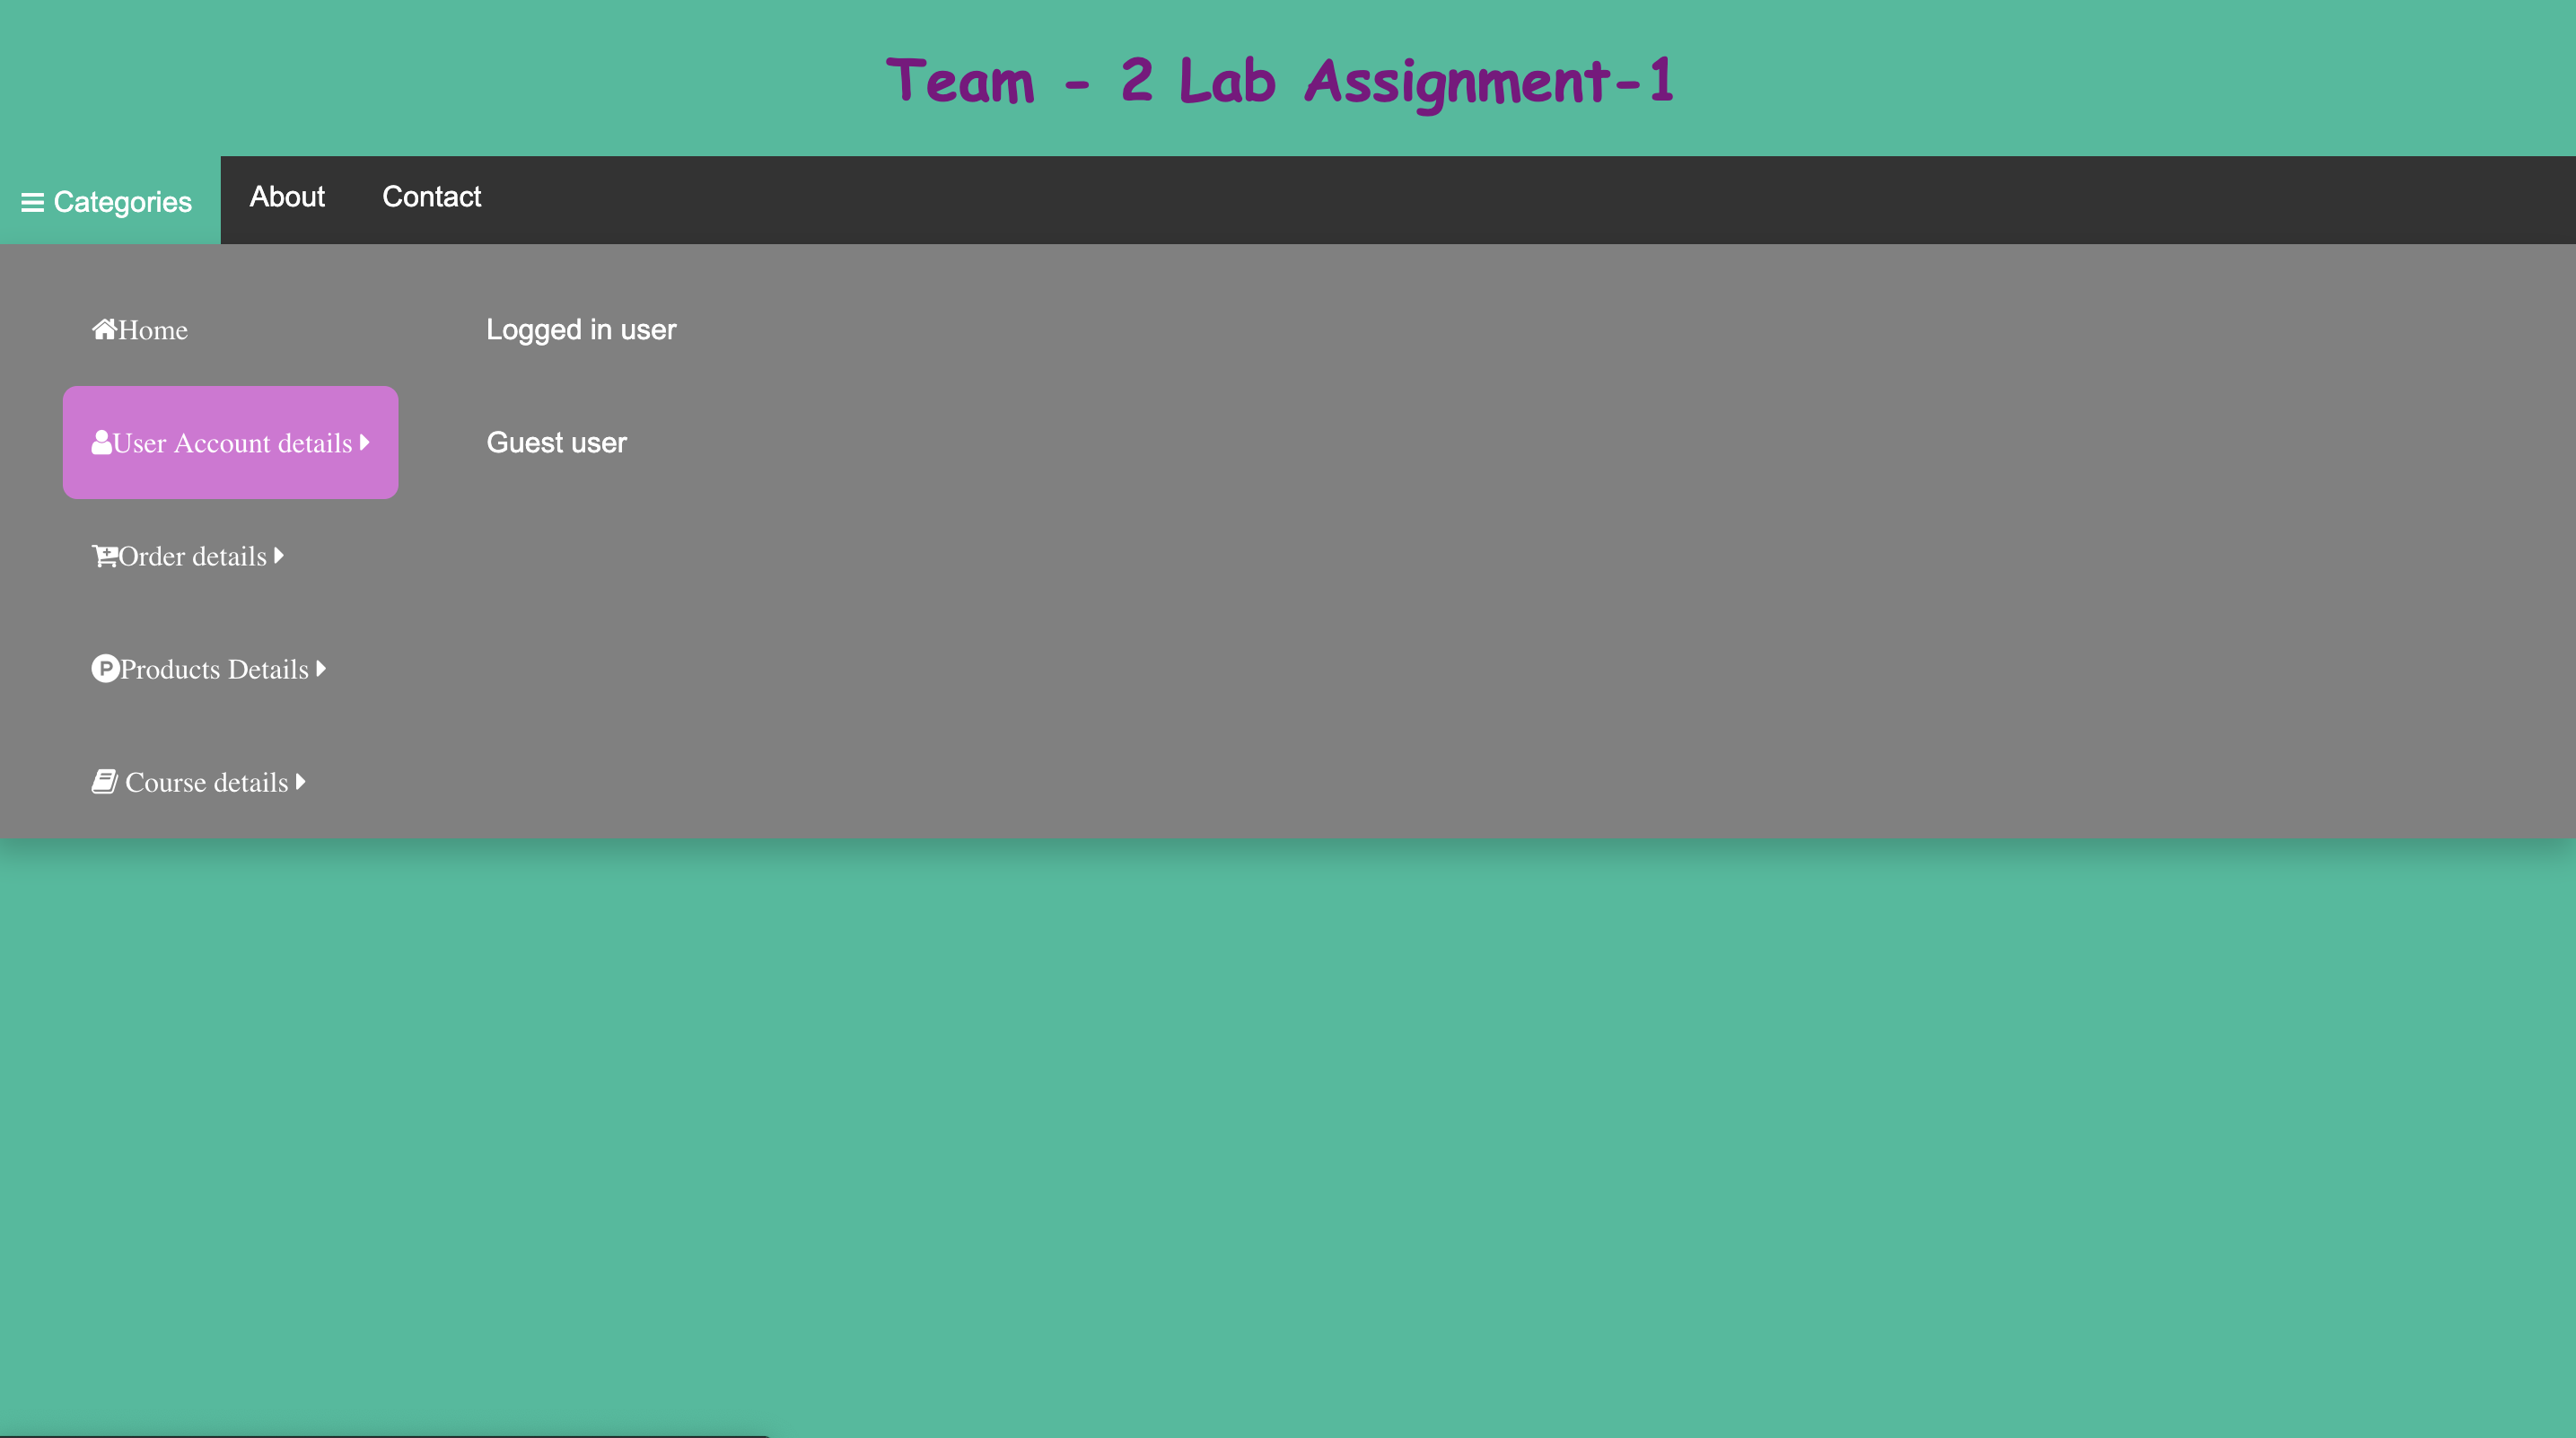 Team - 2 Lab Assignment-1
Categories About Contact
Home
User Account details
Order details
Products Details
Course details
Logged in user
Guest user